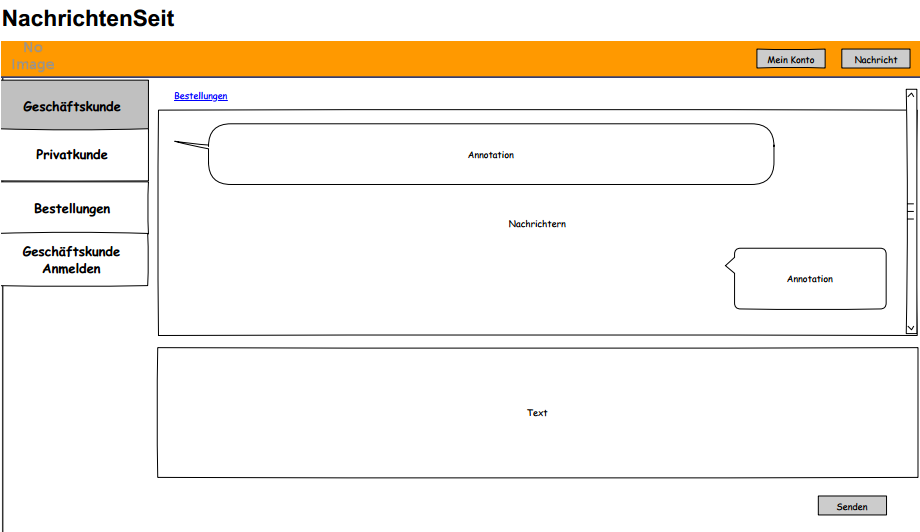 NachrichtenSeit
No
Image
Mein Konto
Nachricht
Geschäftskunde
Privatkunde
Bestellungen
Geschäftskunde
Anmelden
Bestellungen
Annotation
Nachrichtern
Annotation
Text
Senden